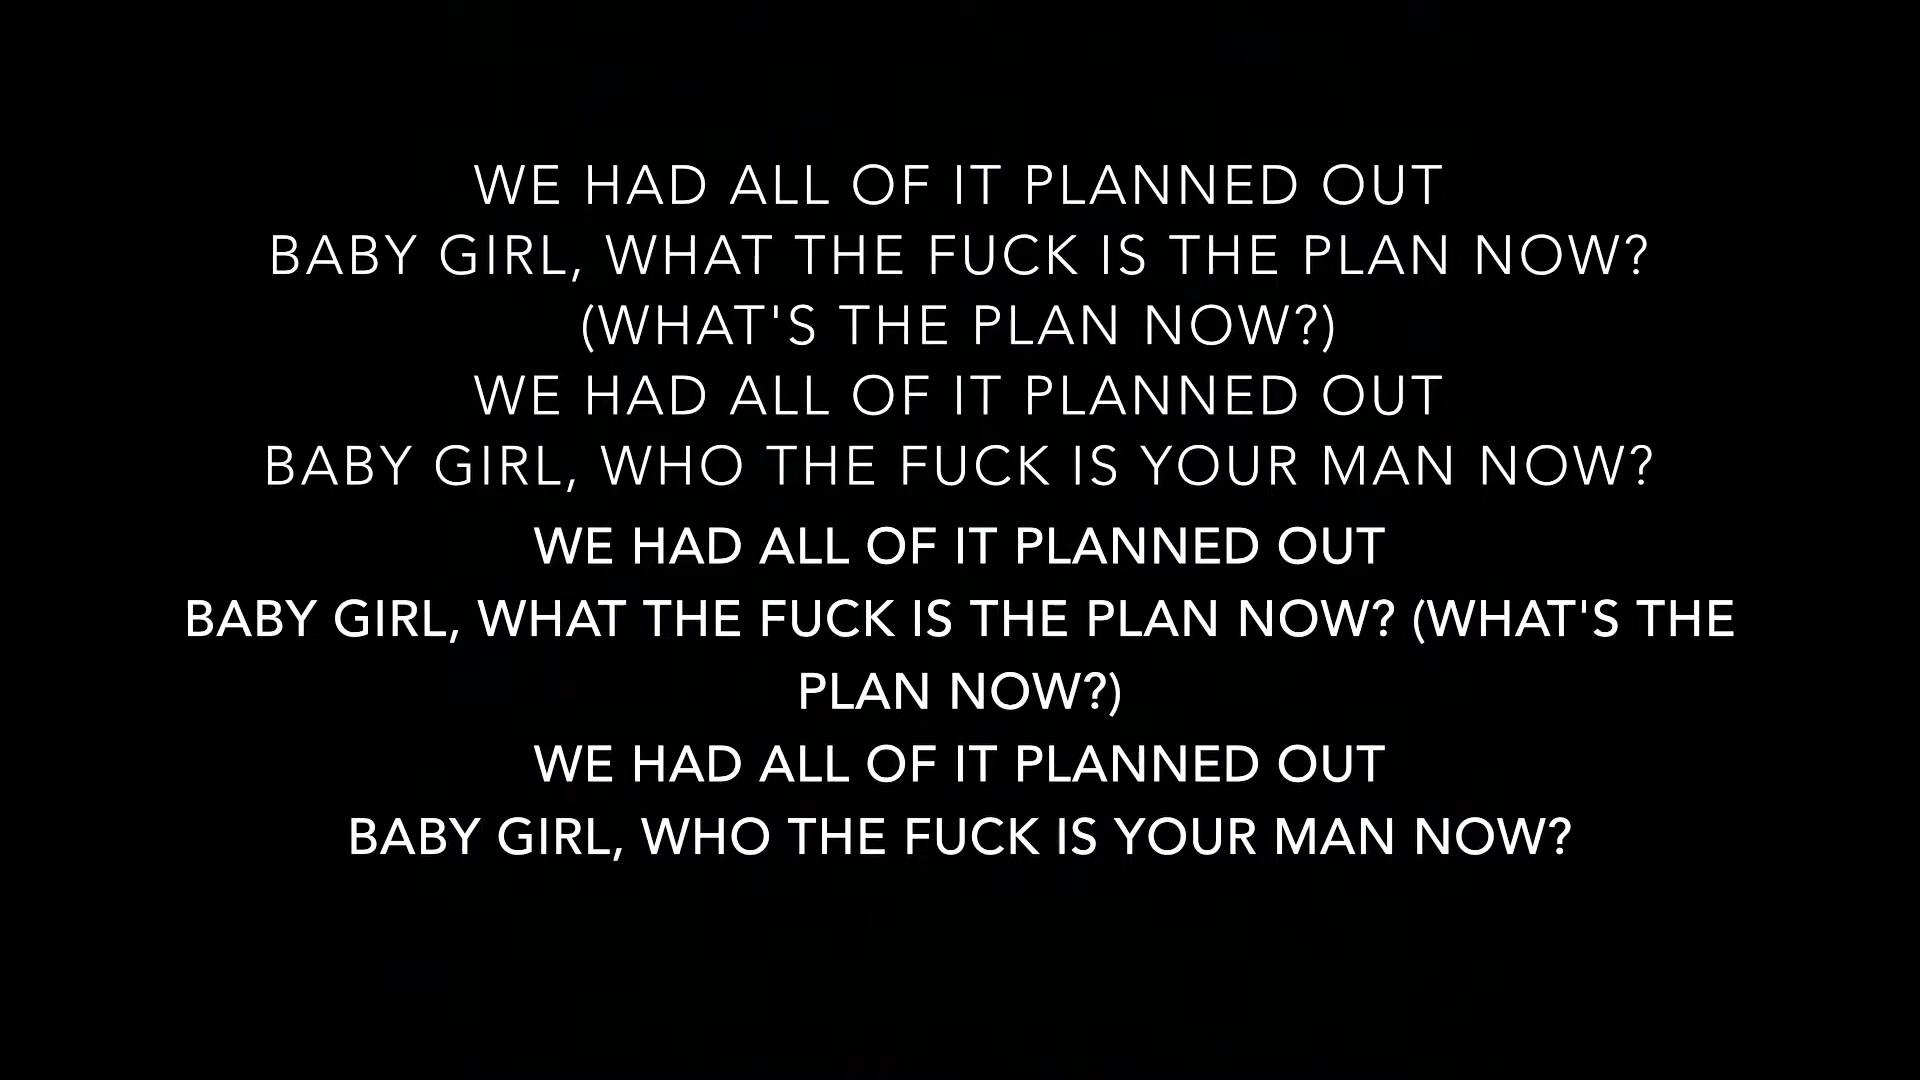 WE HAD ALL OF IT PLANNED OUT
BABY GIRL, WHAT THE FUCK IS THE PLAN NOW?
(WHAT'S THE PLAN NOW?)
WE HAD ALL OF IT PLANNED OUT
BABY GIRL, WHO THE FUCK IS YOUR MAN NOW?
WE HAD ALL OF IT PLANNED OUT
BABY GIRL, WHAT THE FUCK IS THE PLAN NOW? (WHAT'S THE
PLAN NOW?)
WE HAD ALL OF IT PLANNED OUT
BABY GIRL, WHO THE FUCK IS YOUR MAN NOW?